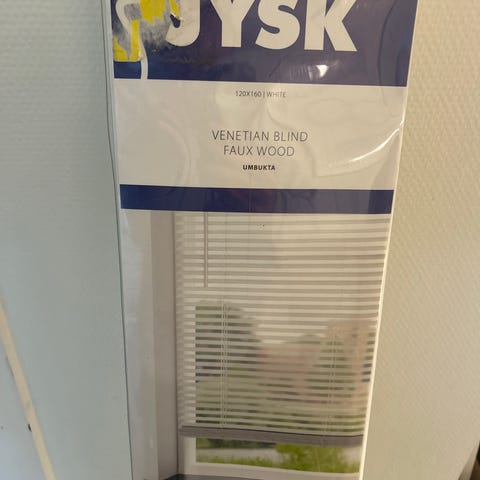 JYSK
120X160 | WHITE
VENETIAN BLIND
FAUX WOOD
UMBUKTA